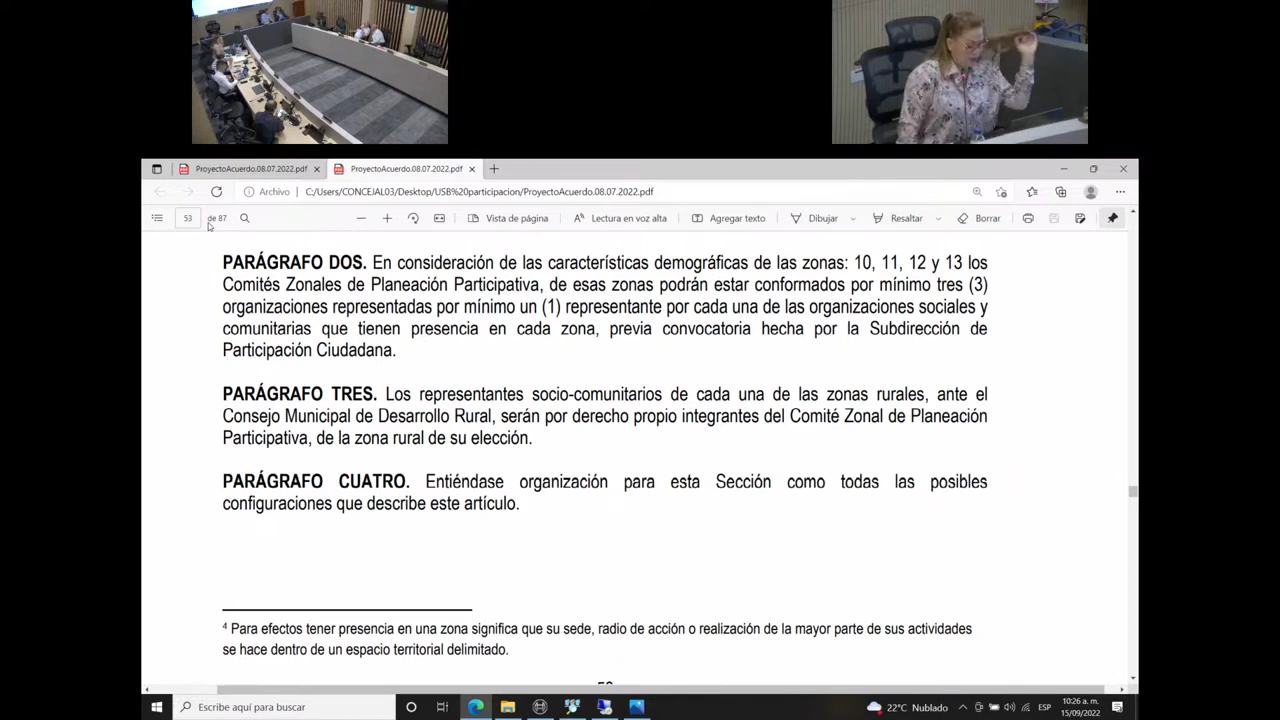 ProyectoAcuerdo.08.07.2022.pdf
ProyectoAcuerdo.08.07.2022.pdf
Archivo C:/Users/CONCEJAL03/Desktop/USB%20participacion/ProyectoAcuerdo.08.07.2022.pdf
53 de 87 Vista de página Lectura en voz alta Agregar texto Dibujar Resaltar Borrar
PARÁGRAFO DOS. En consideración de las características demográficas de las zonas: 10, 11, 12 y 13 los
Comités Zonales de Planeación Participativa, de esas zonas podrán estar conformados por mínimo tres (3)
organizaciones representadas por mínimo un (1) representante por cada una de las organizaciones sociales y
comunitarias que tienen presencia en cada zona, previa convocatoria hecha por la Subdirección de
Participación Ciudadana.
PARÁGRAFO TRES. Los representantes socio-comunitarios de cada una de las zonas rurales, ante el
Consejo Municipal de Desarrollo Rural, serán por derecho propio integrantes del Comité Zonal de Planeación
Participativa, de la zona rural de su elección.
PARÁGRAFO CUATRO. Entiéndase organización para esta Sección como todas las posibles
configuraciones que describe este artículo.
4 Para efectos tener presencia en una zona significa que su sede, radio de acción o realización de la mayor parte de sus actividades
se hace dentro de un espacio territorial delimitado.
Escribe aquí para buscar
22°C Nublado
ESP
10:26 a. m.
15/09/2022